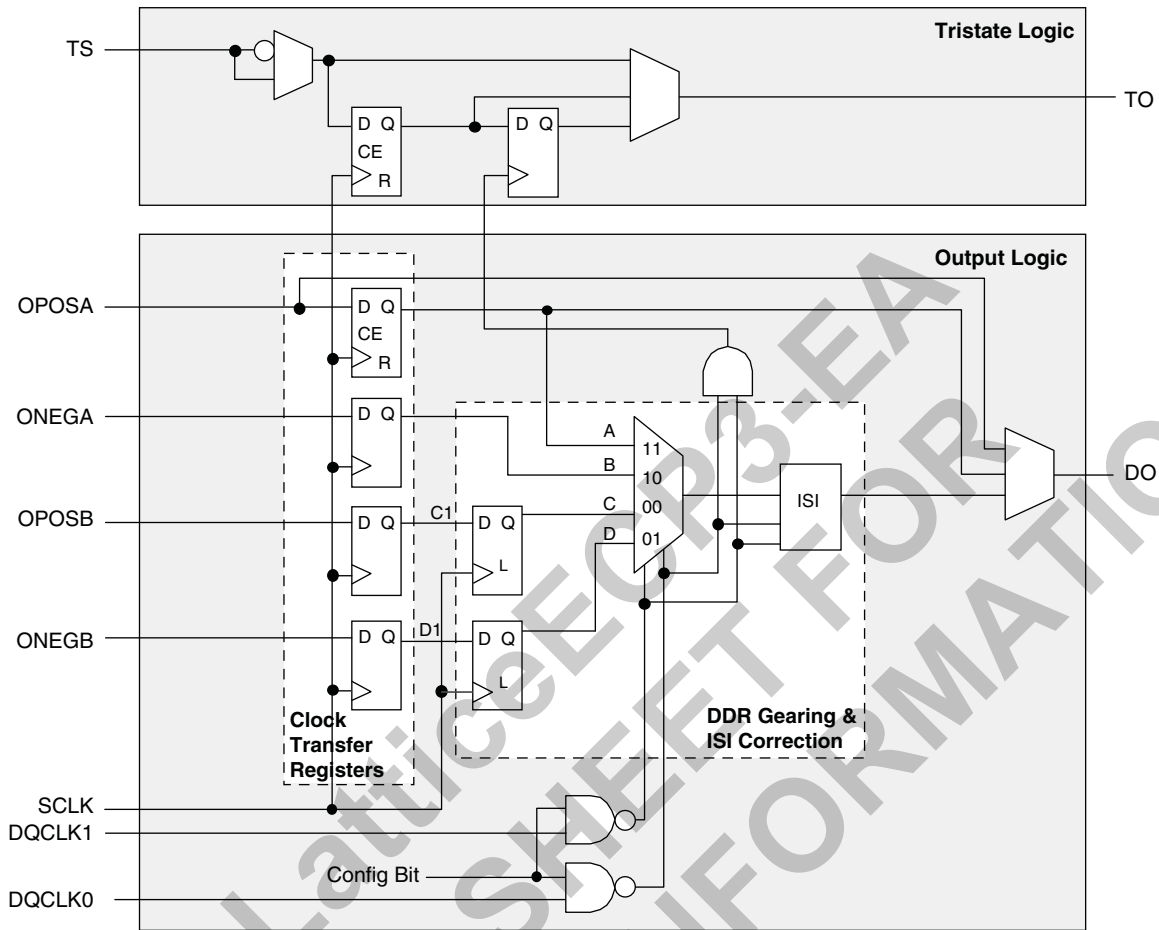 Tristate Logic
TS
TO
D Q
CE
R
D Q
Output Logic
OPOSA
D Q
CE
R
ONEGA
D Q
A
11
B
10
ISI
DO
OPOSB
D Q
C1
D Q
L
C
00
D
01
ONEGB
D Q
D1
D Q
L
Clock
Transfer
Registers
DDR Gearing &
ISI Correction
SCLK
DQCLK1
Config Bit
DQCLK0
LatticeECP3-EA
SHEET FOR